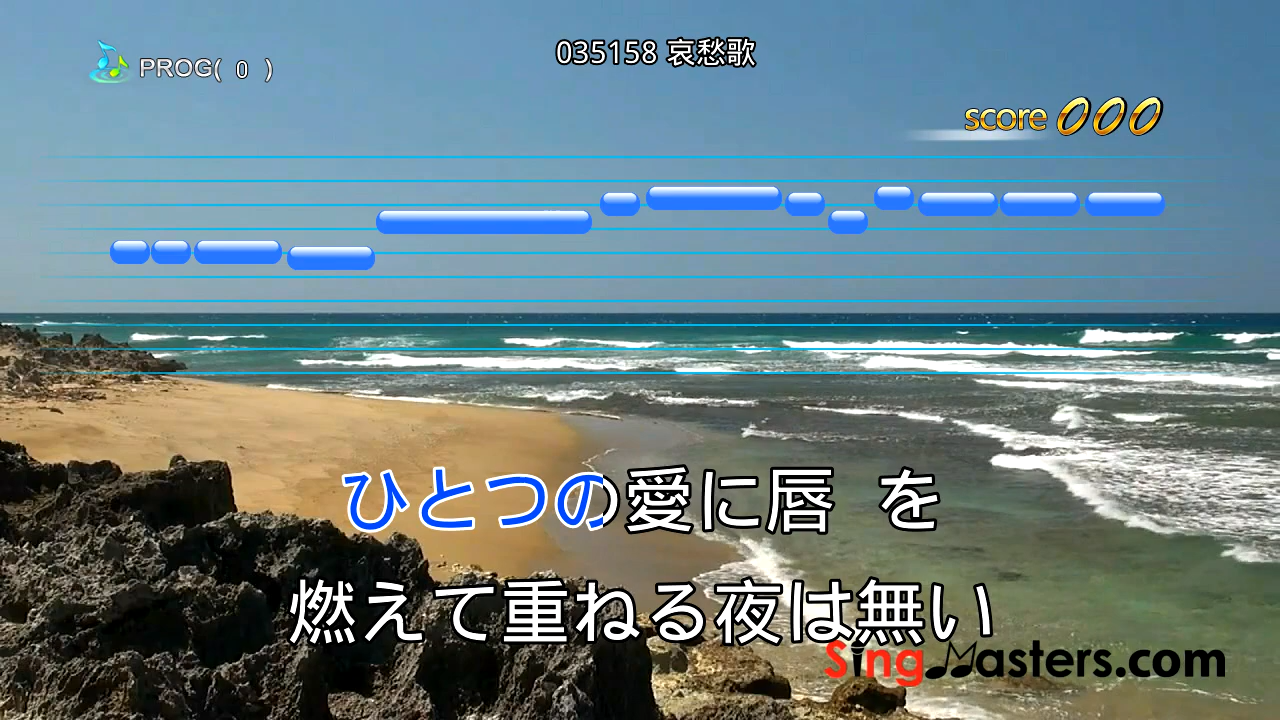 PROG( 0 )
035158 哀愁歌
score 000
ひとつの愛に唇 を
燃えて重ねる夜は無い
SingMasters.com